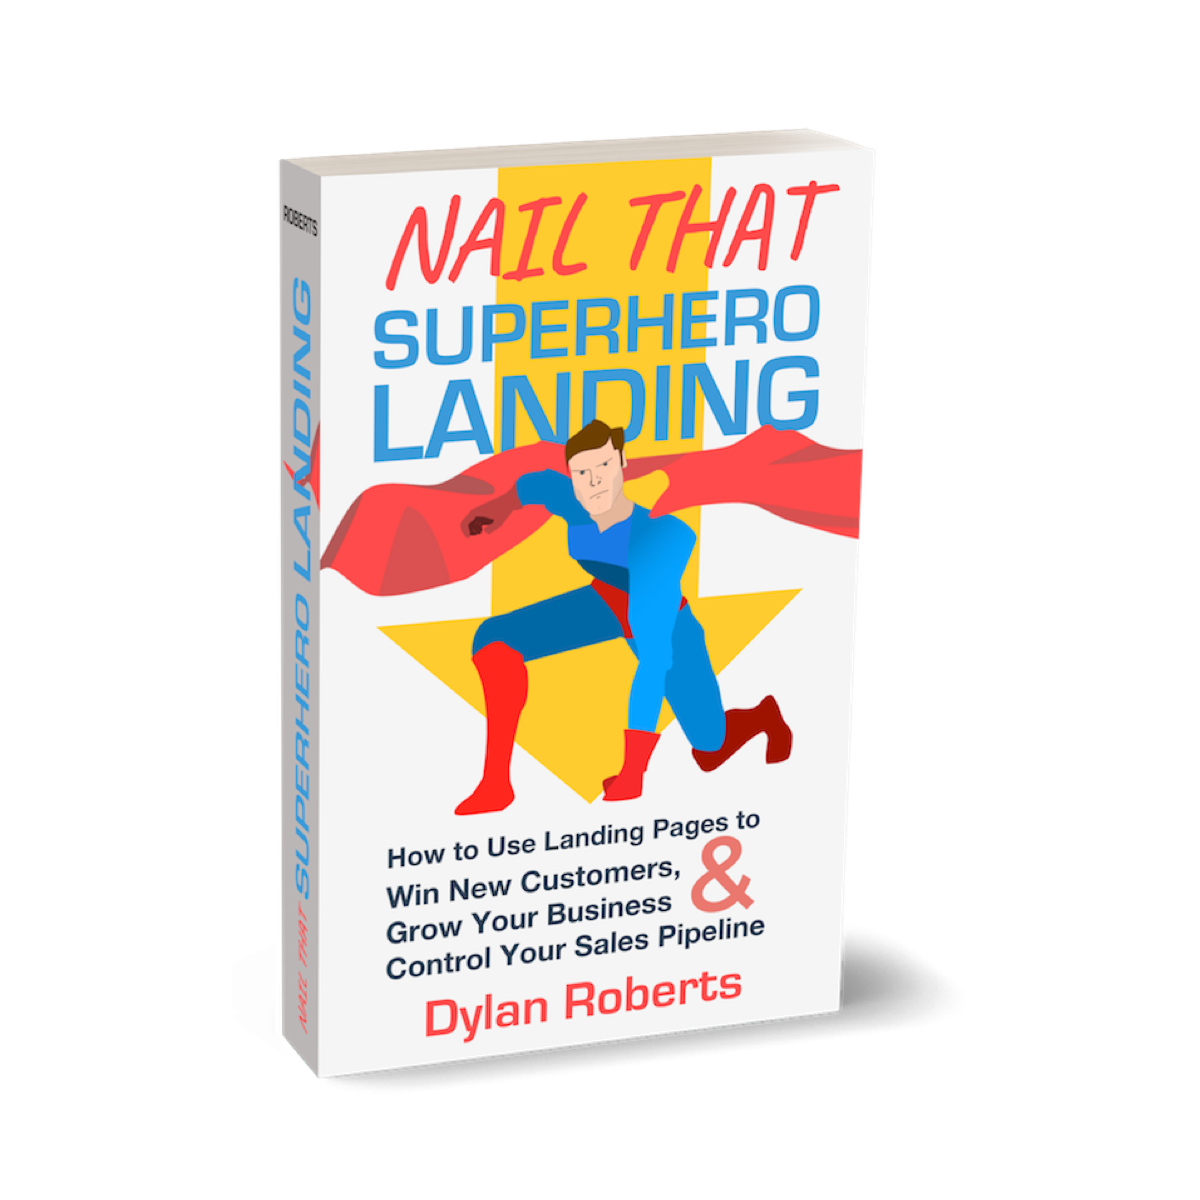 NAIL THAT
SUPERHERO
LANDING
How to Use Landing Pages to
Win New Customers,
Grow Your Business
&
Control Your Sales Pipeline
Dylan Roberts
ROBERTS
NAIL THAT SUPERHERO LANDING